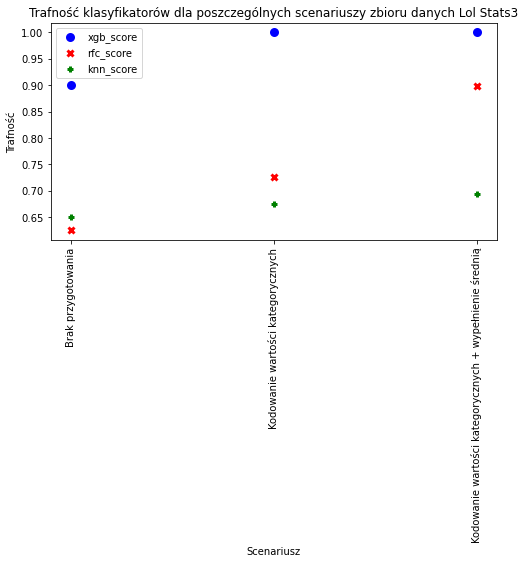 Trafność klasyfikatorów dla poszczególnych scenariuszy zbioru danych Lol Stats3
xgb_score
rfc_score
knn_score
Trafność
1.00
0.95
0.90
0.85
0.80
0.75
0.70
0.65
Brak przygotowania
Kodowanie wartości kategorycznych
Kodowanie wartości kategorycznych + wypełnienie średnią
Scenariusz